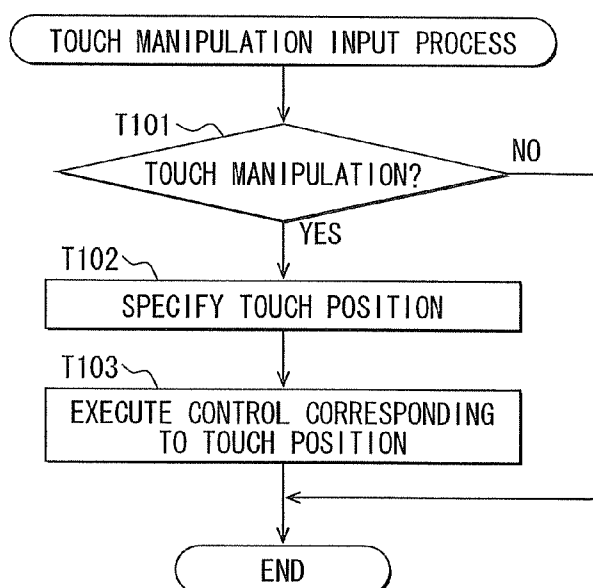 TOUCH MANIPULATION INPUT PROCESS
T101
TOUCH MANIPULATION?
NO
YES
T102
SPECIFY TOUCH POSITION
T103
EXECUTE CONTROL CORRESPONDING
TO TOUCH POSITION
END